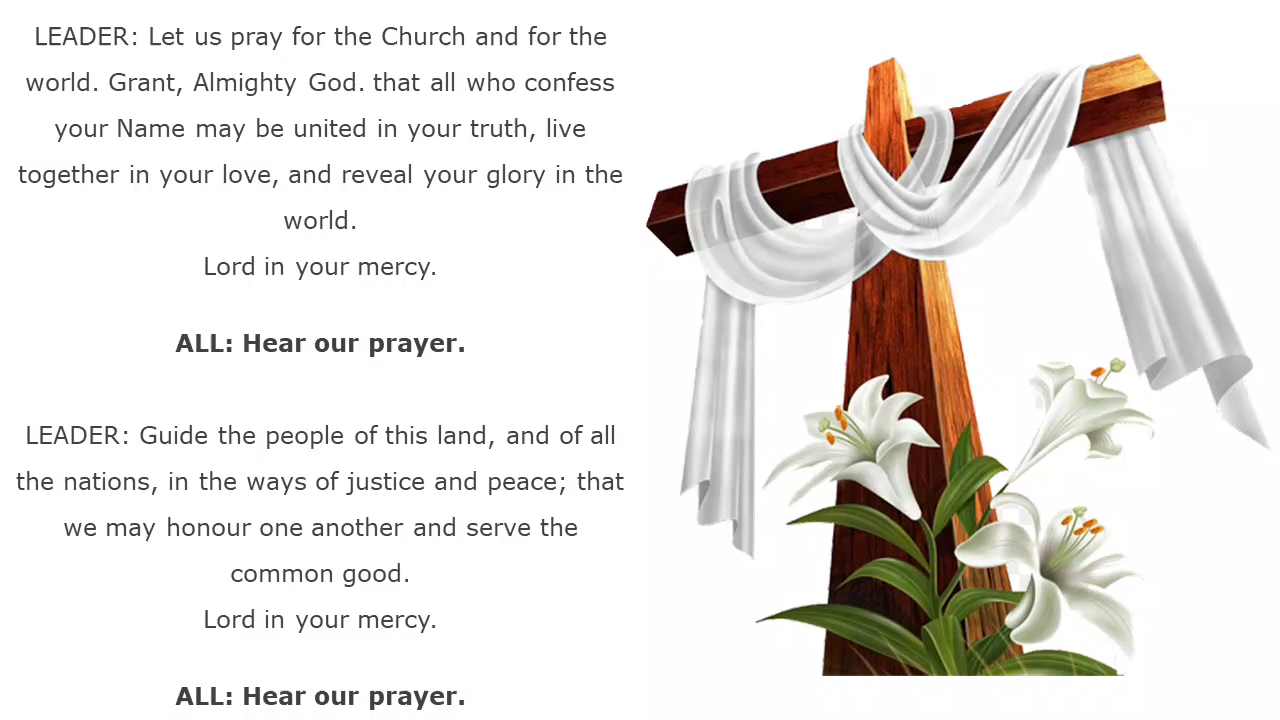 LEADER: Let us pray for the Church and for the
world. Grant, Almighty God. that all who confess
your Name may be united in your truth, live
together in your love, and reveal your glory in the
world.
Lord in your mercy.
ALL: Hear our prayer.
LEADER: Guide the people of this land, and of all
the nations, in the ways of justice and peace; that
we may honour one another and serve the
common good.
Lord in your mercy.
ALL: Hear our prayer.